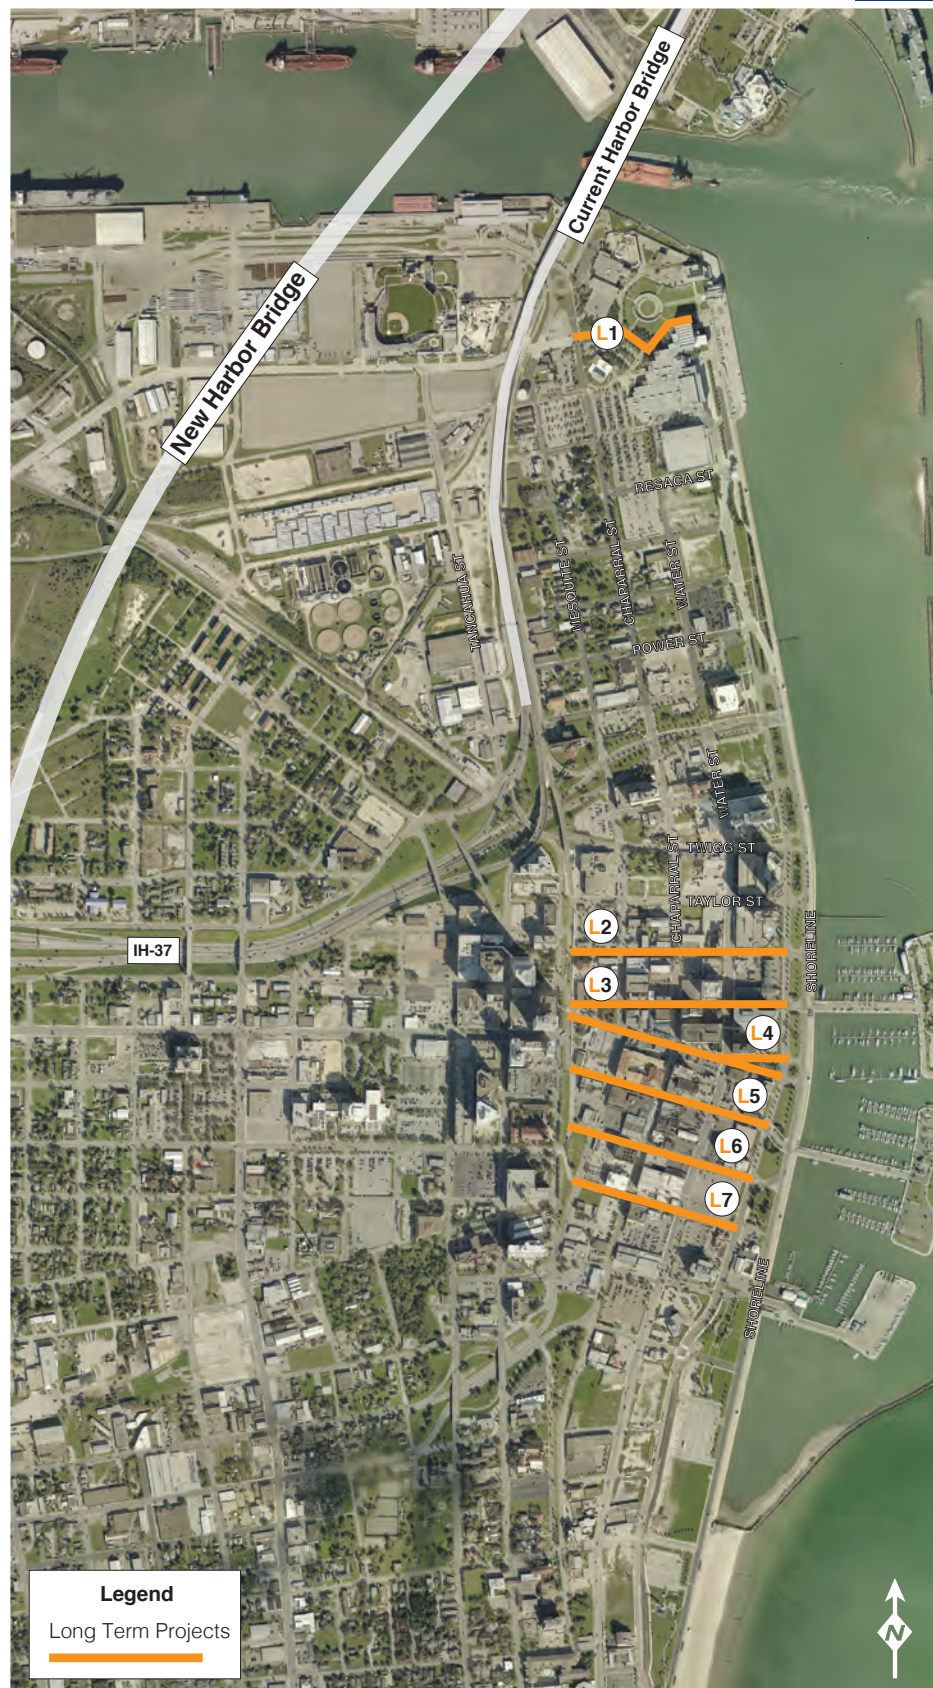 Current Harbor Bridge
New Harbor Bridge
L1
RESACA ST
TANCAHUA ST
MESQUITE ST
CHAPARRAL ST
WATER ST
POWER ST
WATER ST
CHAPARRAL ST
TWIGG ST
TAYLOR ST
SHORELINE
IH-37
L2
L3
L4
L5
L6
L7
SHORELINE
Legend
Long Term Projects
N